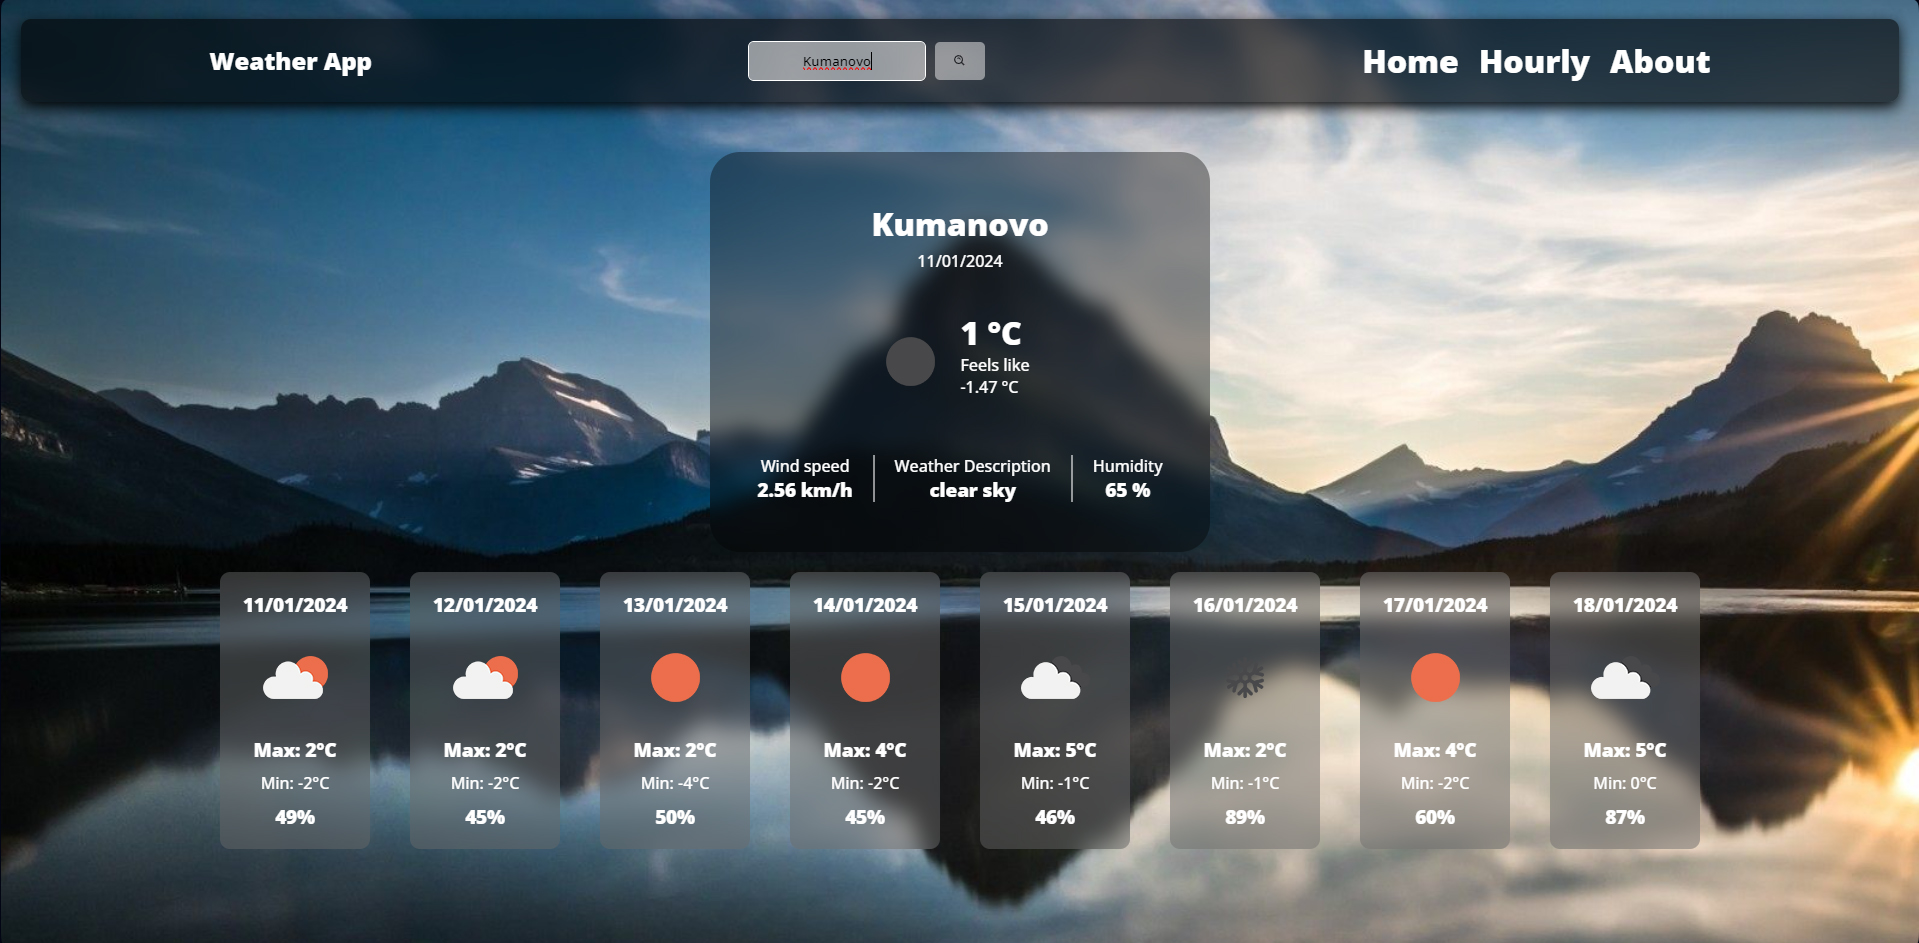 Weather App
Kumanovo
Home Hourly About
Kumanovo
11/01/2024
1 °C
Feels like
-1.47 °C
Wind speed
2.56 km/h
Weather Description
clear sky
Humidity
65 %
11/01/2024
Max: 2°C
Min: -2°C
49%
12/01/2024
Max: 2°C
Min: -2°C
45%
13/01/2024
Max: 2°C
Min: -4°C
50%
14/01/2024
Max: 4°C
Min: -2°C
45%
15/01/2024
Max: 5°C
Min: -1°C
46%
16/01/2024
Max: 2°C
Min: -1°C
89%
17/01/2024
Max: 4°C
Min: -2°C
60%
18/01/2024
Max: 5°C
Min: 0°C
87%